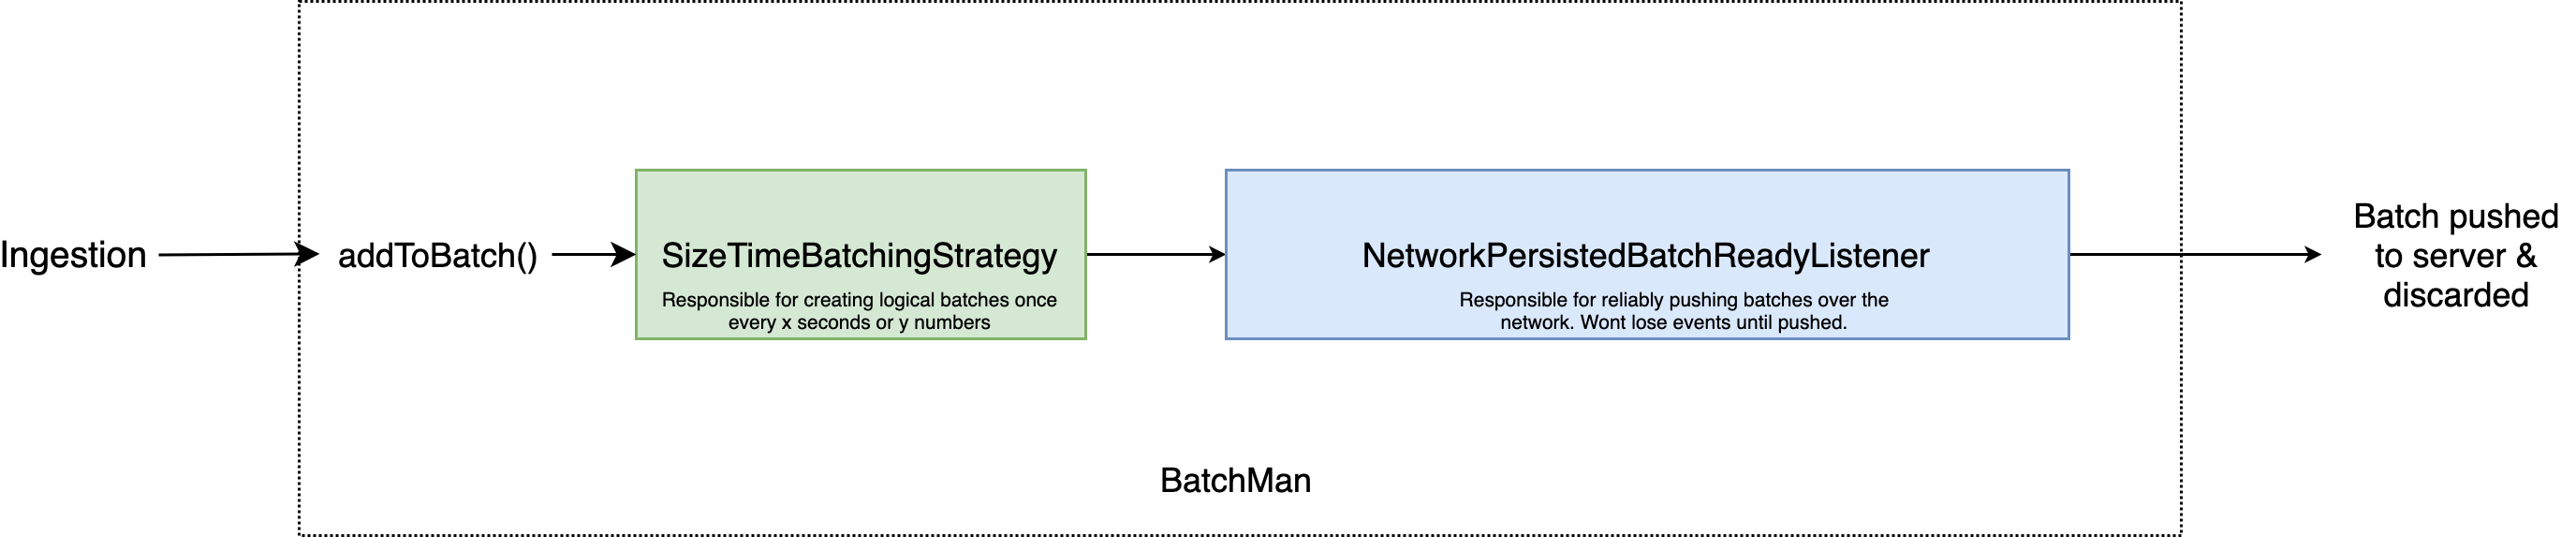 Ingestion
addToBatch()
SizeTimeBatchingStrategy
Responsible for creating logical batches once
every x seconds or y numbers
NetworkPersistedBatchReadyListener
Responsible for reliably pushing batches over the
network. Wont lose events until pushed.
Batch pushed
to server &
discarded
BatchMan